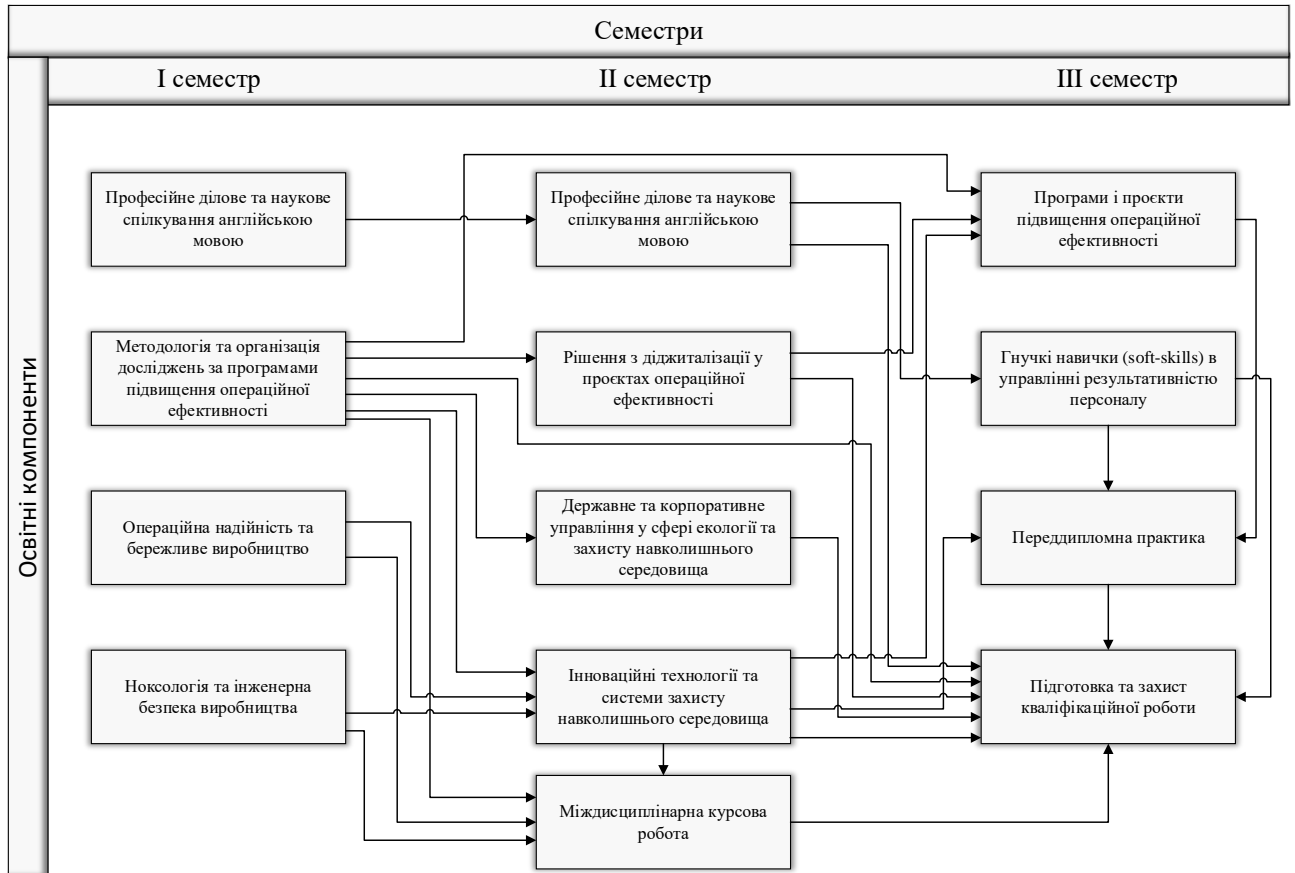 Семестри
I семестр
II семестр
III семестр
Освітні компоненти
Професійне ділове та наукове
спілкування англійською
мовою
Професійне ділове та наукове
спілкування англійською
мовою
Програми і проєкти
підвищення операційної
ефективності
Методологія та організація
досліджень за програмами
підвищення операційної
ефективності
Рішення з діджиталізації у
проєктах операційної
ефективності
Гнучкі навички (soft-skills) в
управлінні результативністю
персоналу
Операційна надійність та
бережливе виробництво
Державне та корпоративне
управління у сфері екології та
захисту навколишнього
середовища
Переддипломна практика
Ноксологія та інженерна
безпека виробництва
Інноваційні технології та
системи захисту
навколишнього середовища
Підготовка та захист
кваліфікаційної роботи
Міждисциплінарна курсова
робота